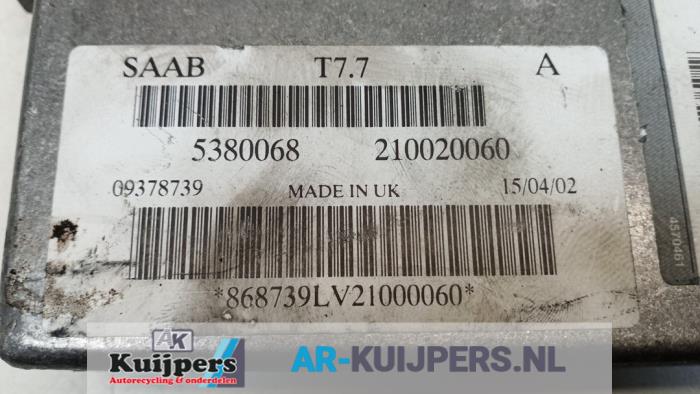 SAAB T7.7 A
5380068 210020060
09378739 MADE IN UK 15/04/02
*868739LV21000060*
4570461
AK
Kuijpers
Autorecycling & onderdelen
AR-KUIJPERS.NL